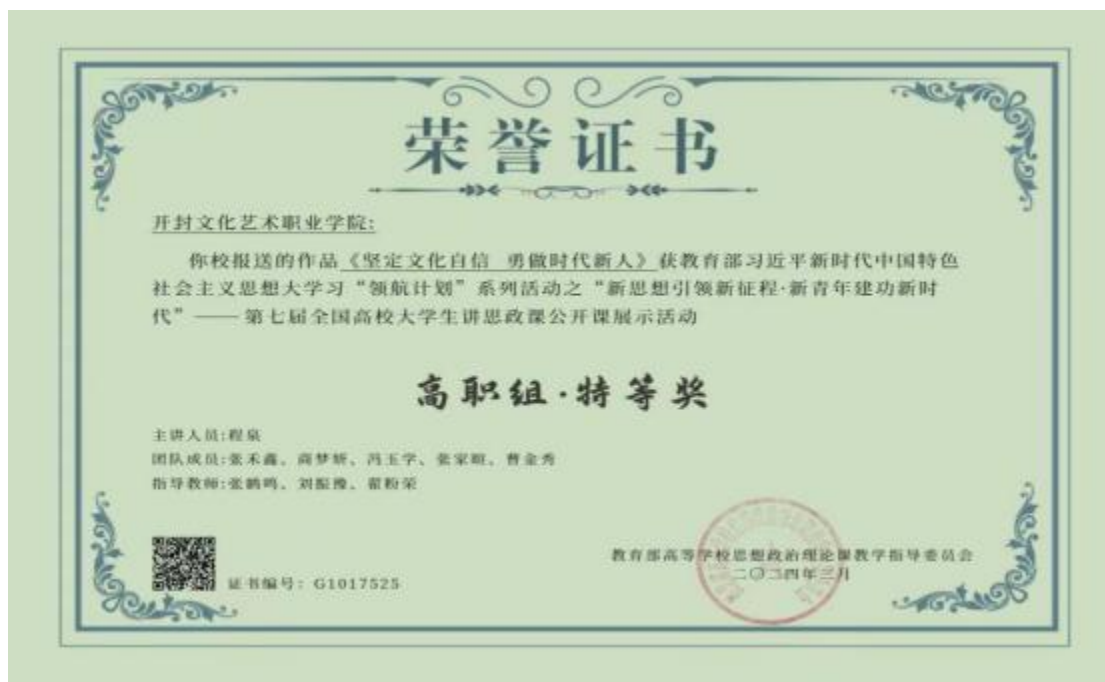 荣誉证书
开封文化艺术职业学院:
你校报送的作品《坚定文化自信 勇做时代新人》获教育部习近平新时代中国特色
社会主义思想大学习“领航计划”系列活动之“新思想引领新征程·新青年建功新时
代”——第七届全国高校大学生讲思政课公开课展示活动
高职组·特等奖
主讲人员:程泉
团队成员:张禾鑫、商梦妍、冯玉学、张家暄、曹金秀
指导教师:张鹏鸣、刘振豫、翟粉荣
教育部高等学校思想政治理论课教学指导委员会
二〇二四年三月
证书编号: G1017525